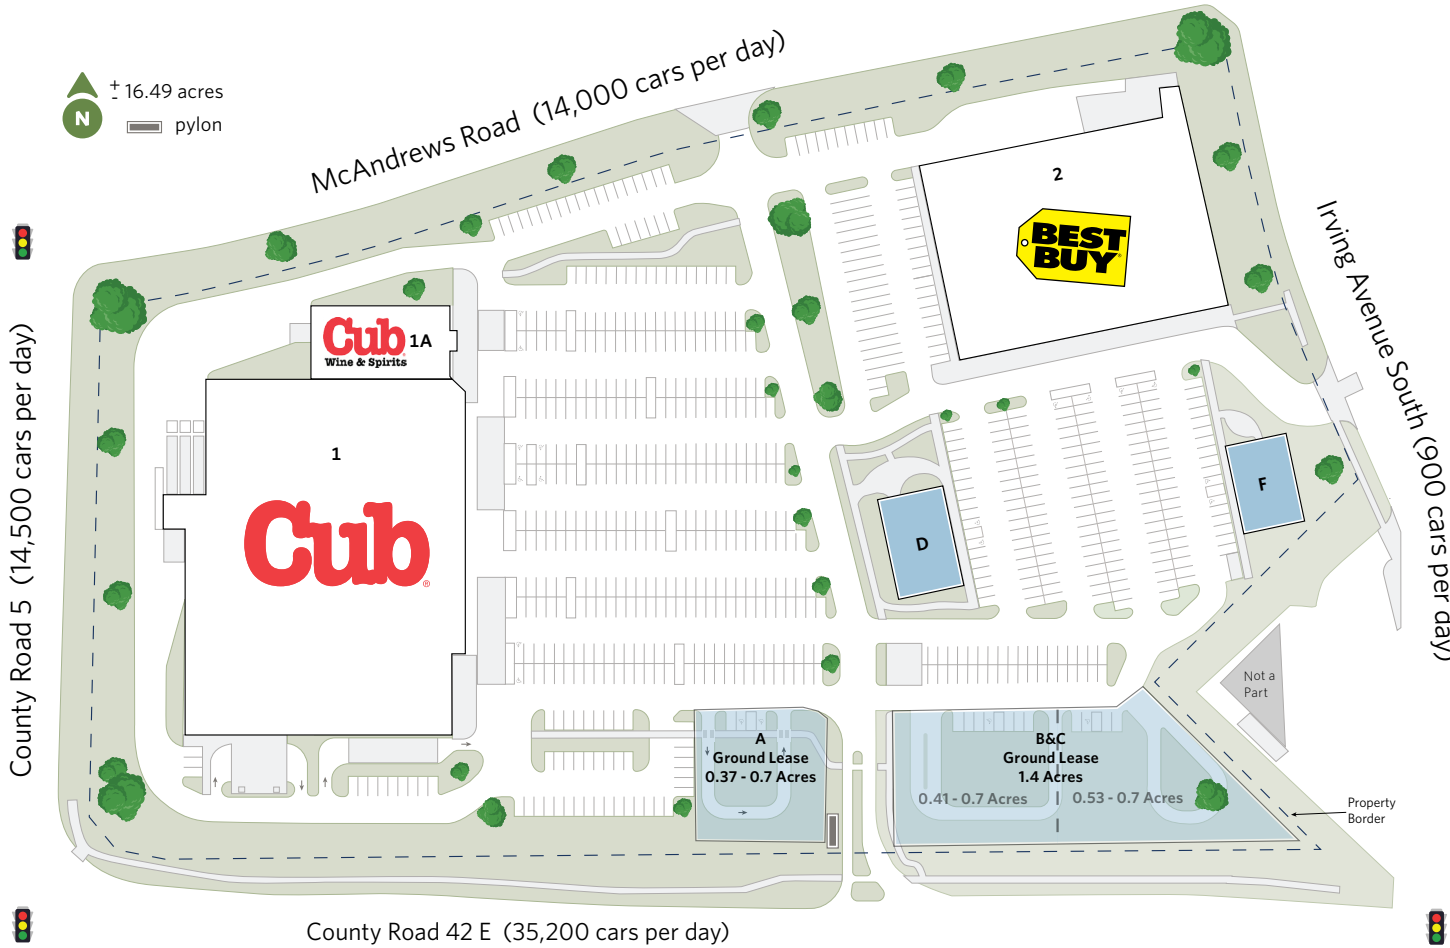 ± 16.49 acres
N
pylon
McAndrews Road (14,000 cars per day)
2
BEST
BUY
®
Irving Avenue South (900 cars per day)
County Road 5 (14,500 cars per day)
Cub
Wine & Spirits
1A
1
Cub
®
F
D
Not a
Part
A
Ground Lease
0.37 - 0.7 Acres
B&C
Ground Lease
1.4 Acres
0.41 - 0.7 Acres
0.53 - 0.7 Acres
Property
Border
County Road 42 E (35,200 cars per day)